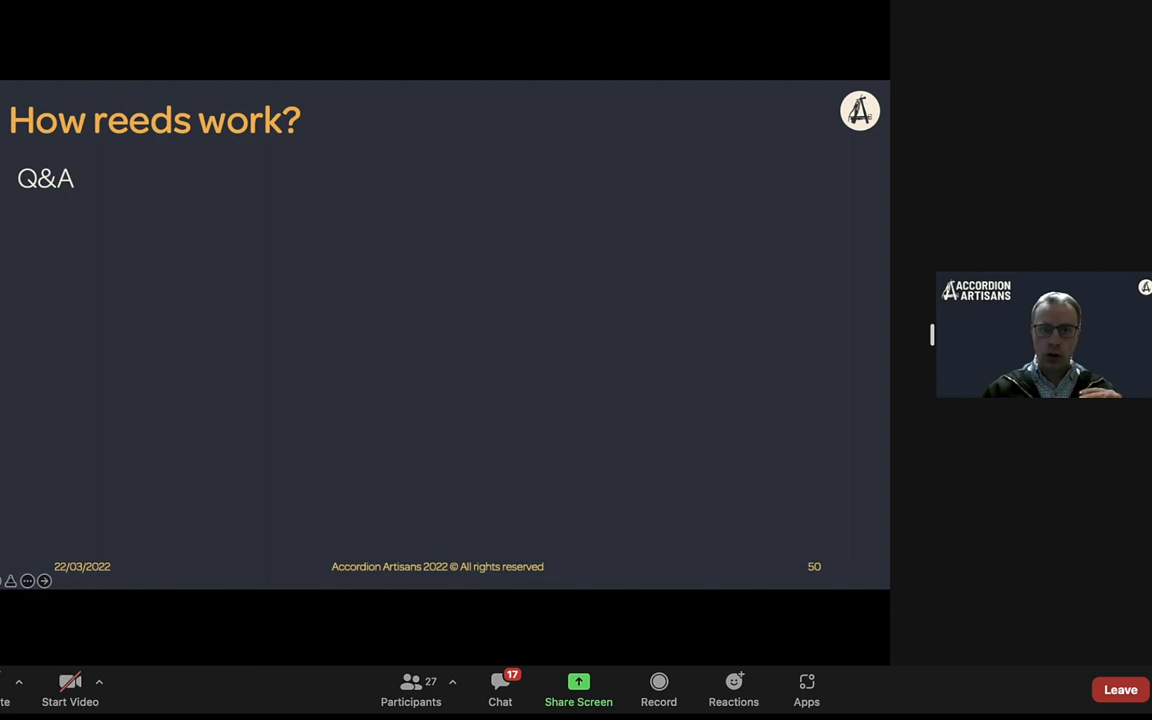 How reeds work?
Q&A
ACCORDION
ARTISANS
22/03/2022
Accordion Artisans 2022 © All rights reserved
50
te
Start Video
27
Participants
17
Chat
Share Screen
Record
Reactions
Apps
Leave